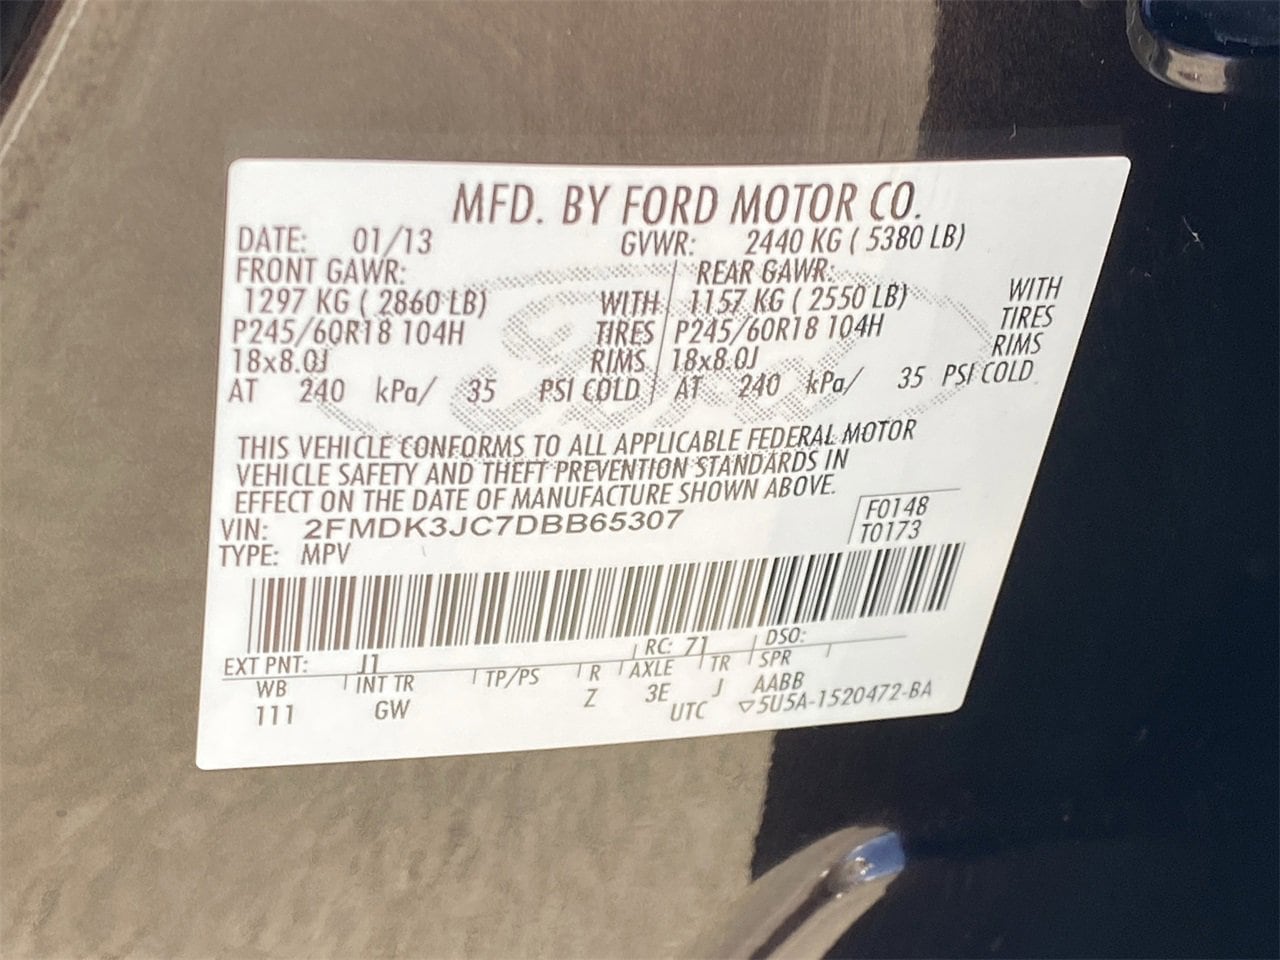 MFD. BY FORD MOTOR CO.
DATE: 01/13 GVWR: 2440 KG ( 5380 LB)
FRONT GAWR: REAR GAWR:
1297 KG ( 2860 LB) WITH 1157 KG ( 2550 LB) WITH
P245/60R18 104H TIRES P245/60R18 104H TIRES
18x8.0J RIMS 18x8.0J RIMS
AT 240 kPa/ 35 PSI COLD AT 240 kPa/ 35 PSI COLD
THIS VEHICLE CONFORMS TO ALL APPLICABLE FEDERAL MOTOR
VEHICLE SAFETY AND THEFT PREVENTION STANDARDS IN
EFFECT ON THE DATE OF MANUFACTURE SHOWN ABOVE.
VIN: 2FMDK3JC7DBB65307 F0148
TYPE: MPV T0173
EXT PNT: J1 RC: 71 DSO:
WB INT TR TP/PS R AXLE TR SPR
111 GW Z 3E J AABB
UTC ▽5U5A-1520472-BA
Ford